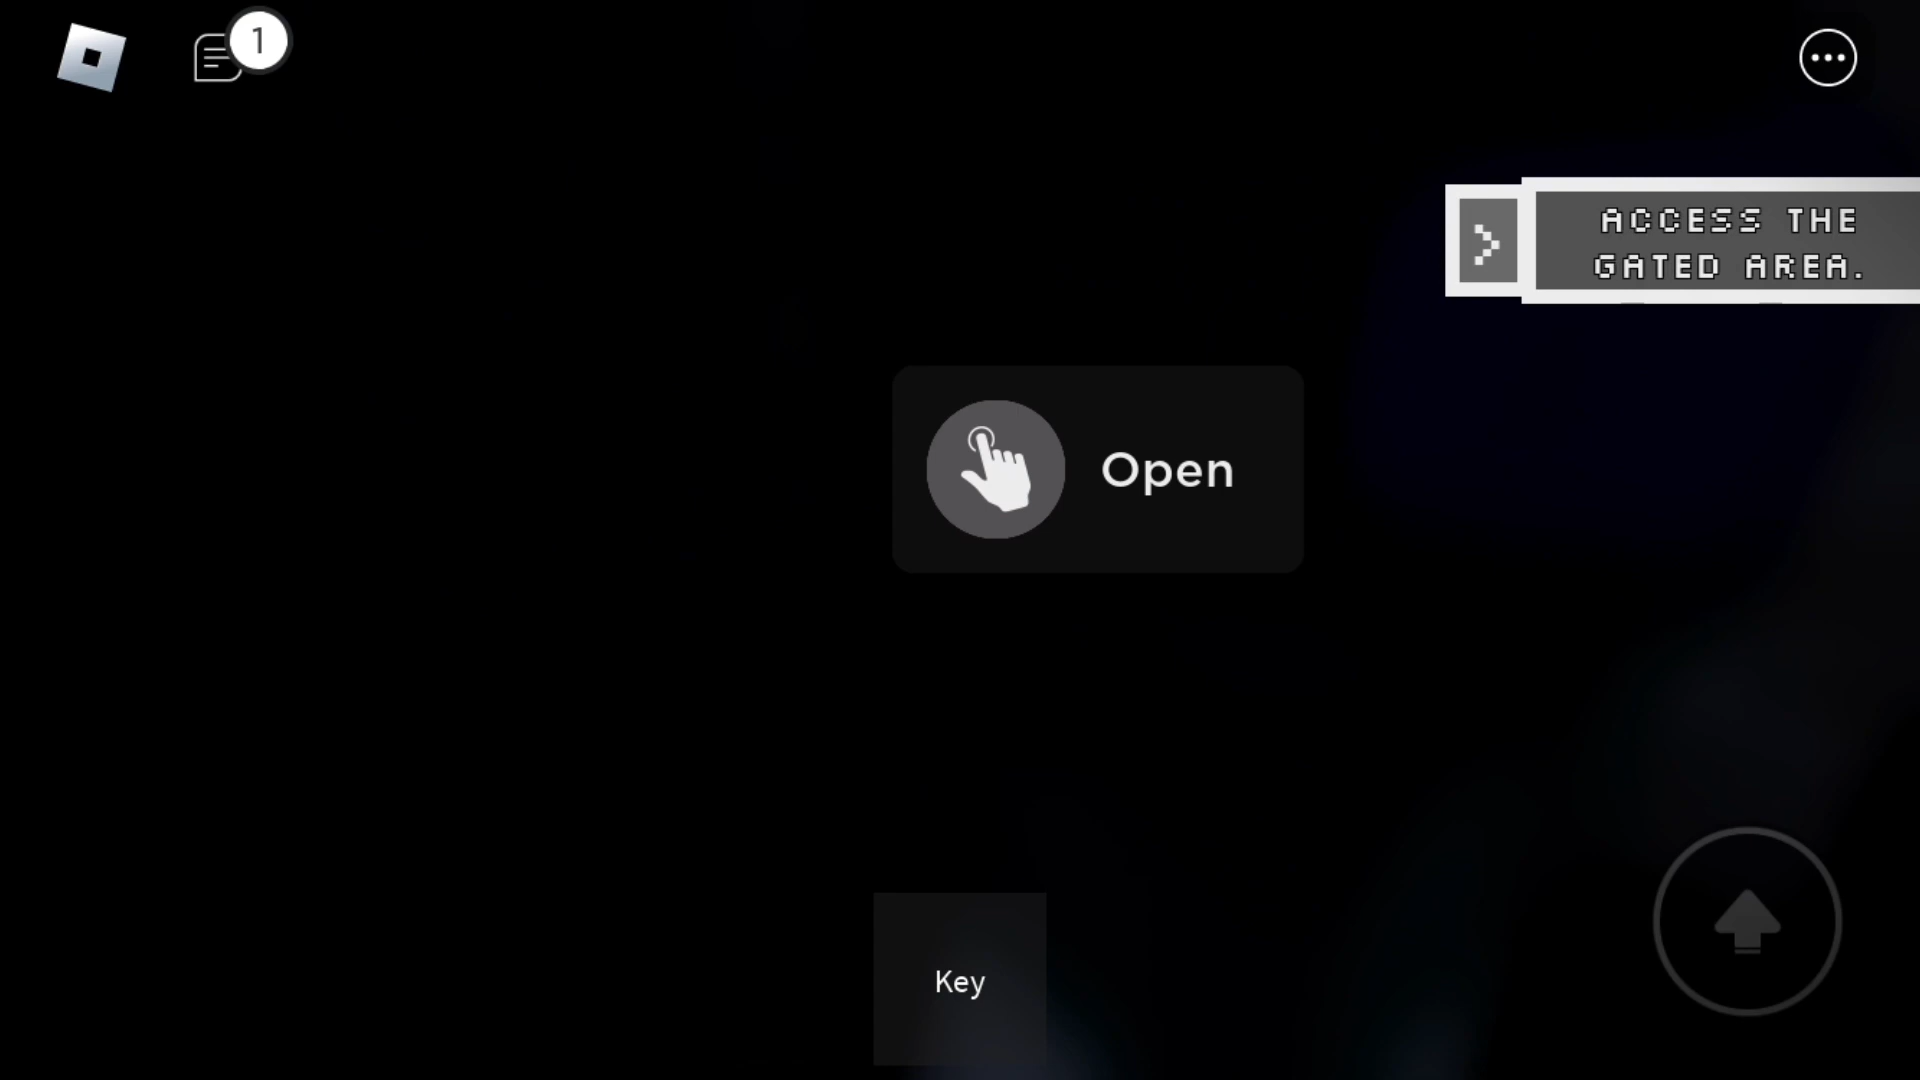 1
ACCESS THE
GATED AREA.
Open
Key